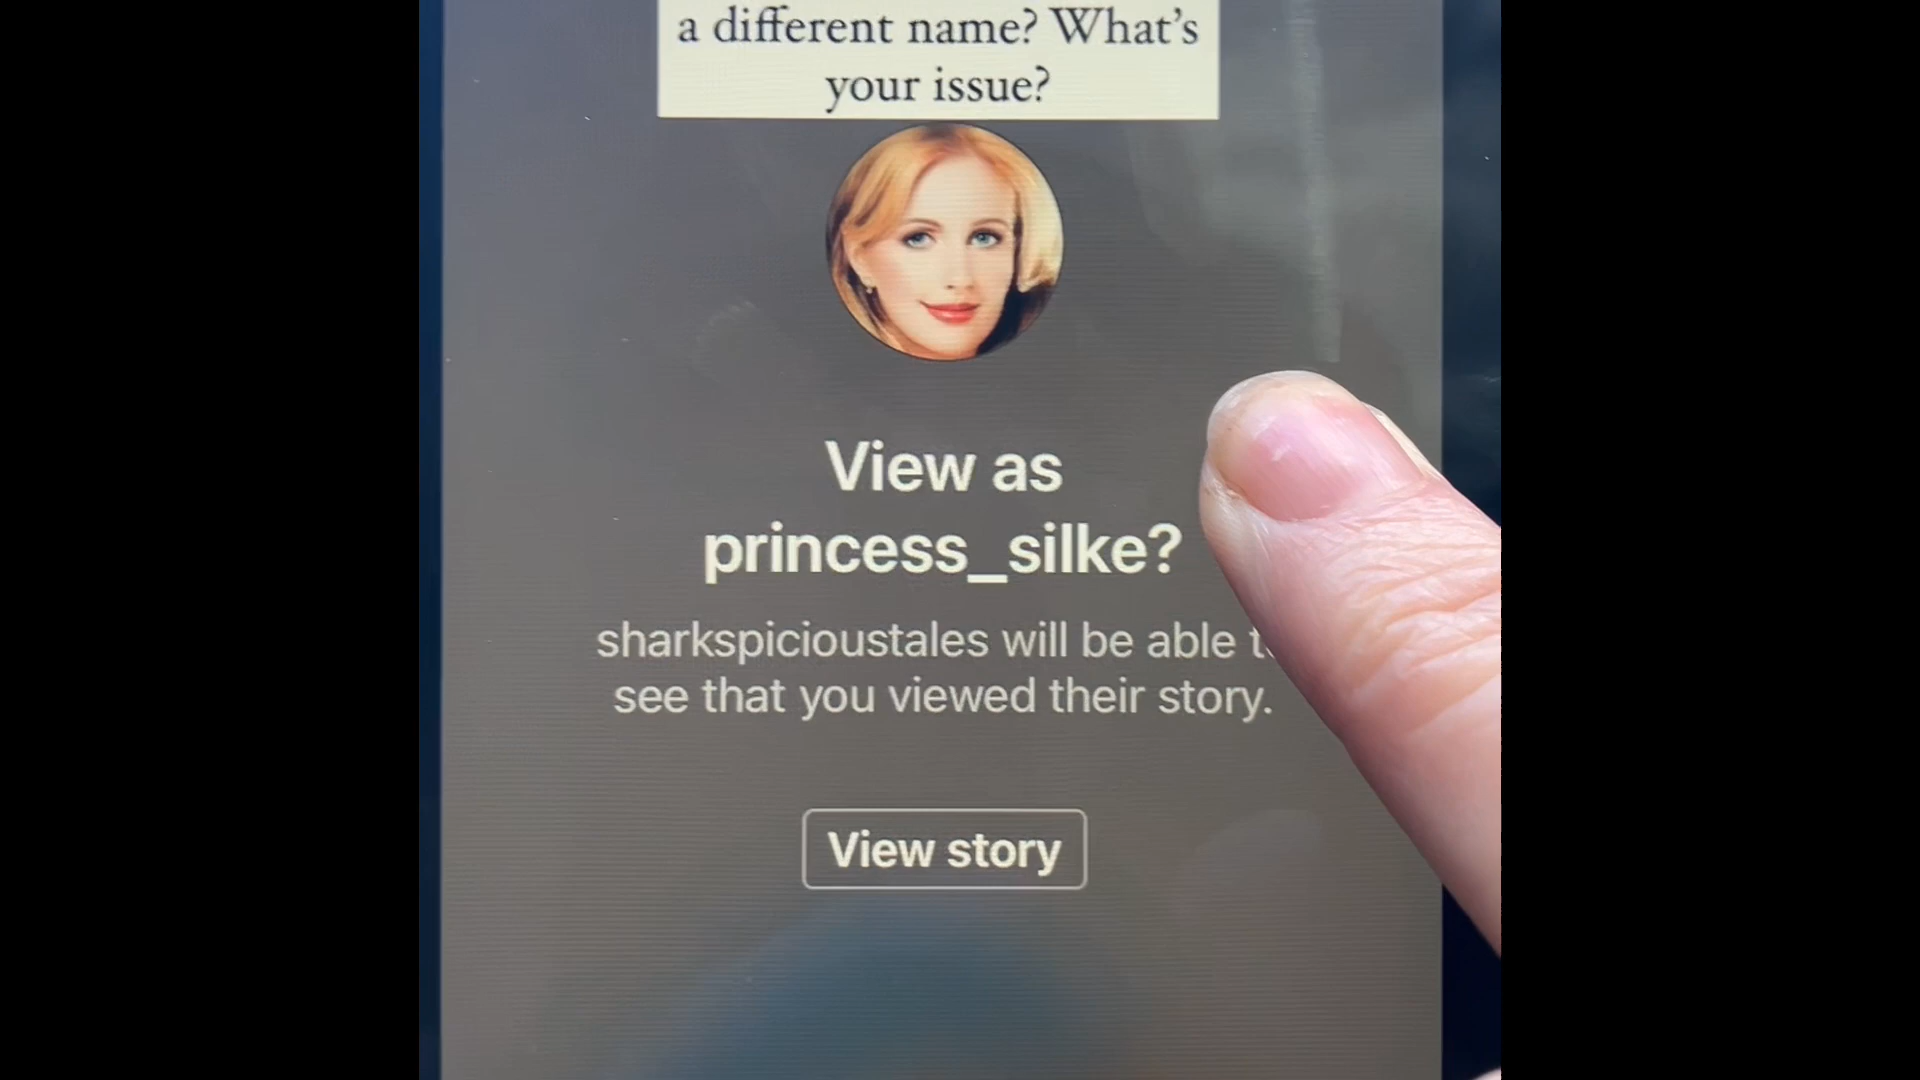 a different name? What's
your issue?
View as
princess_silke?
sharkspicioustales will be able
see that you viewed their story.
View story